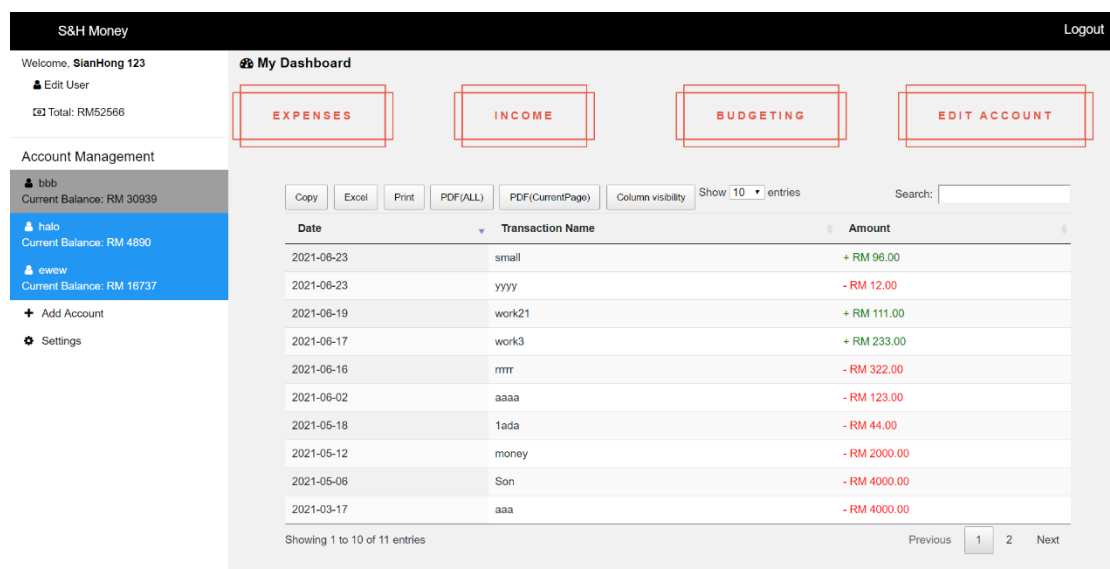 S&H Money
Logout
Welcome, SianHong 123
Edit User
Total: RM52566
Account Management
bbb
Current Balance: RM 30939
halo
Current Balance: RM 4890
ewew
Current Balance: RM 16737
Add Account
Settings
My Dashboard
EXPENSES INCOME BUDGETING EDIT ACCOUNT
Copy Excel Print PDF(ALL) PDF(CurrentPage) Column visibility Show 10 entries Search:
Date Transaction Name Amount
2021-06-23 small + RM 96.00
2021-06-23 yyyy - RM 12.00
2021-06-19 work21 + RM 111.00
2021-06-17 work3 + RM 233.00
2021-06-16 rrrrr - RM 322.00
2021-06-02 aaaa - RM 123.00
2021-05-18 1ada - RM 44.00
2021-05-12 money - RM 2000.00
2021-05-06 Son - RM 4000.00
2021-03-17 aaa - RM 4000.00
Showing 1 to 10 of 11 entries Previous 1 2 Next